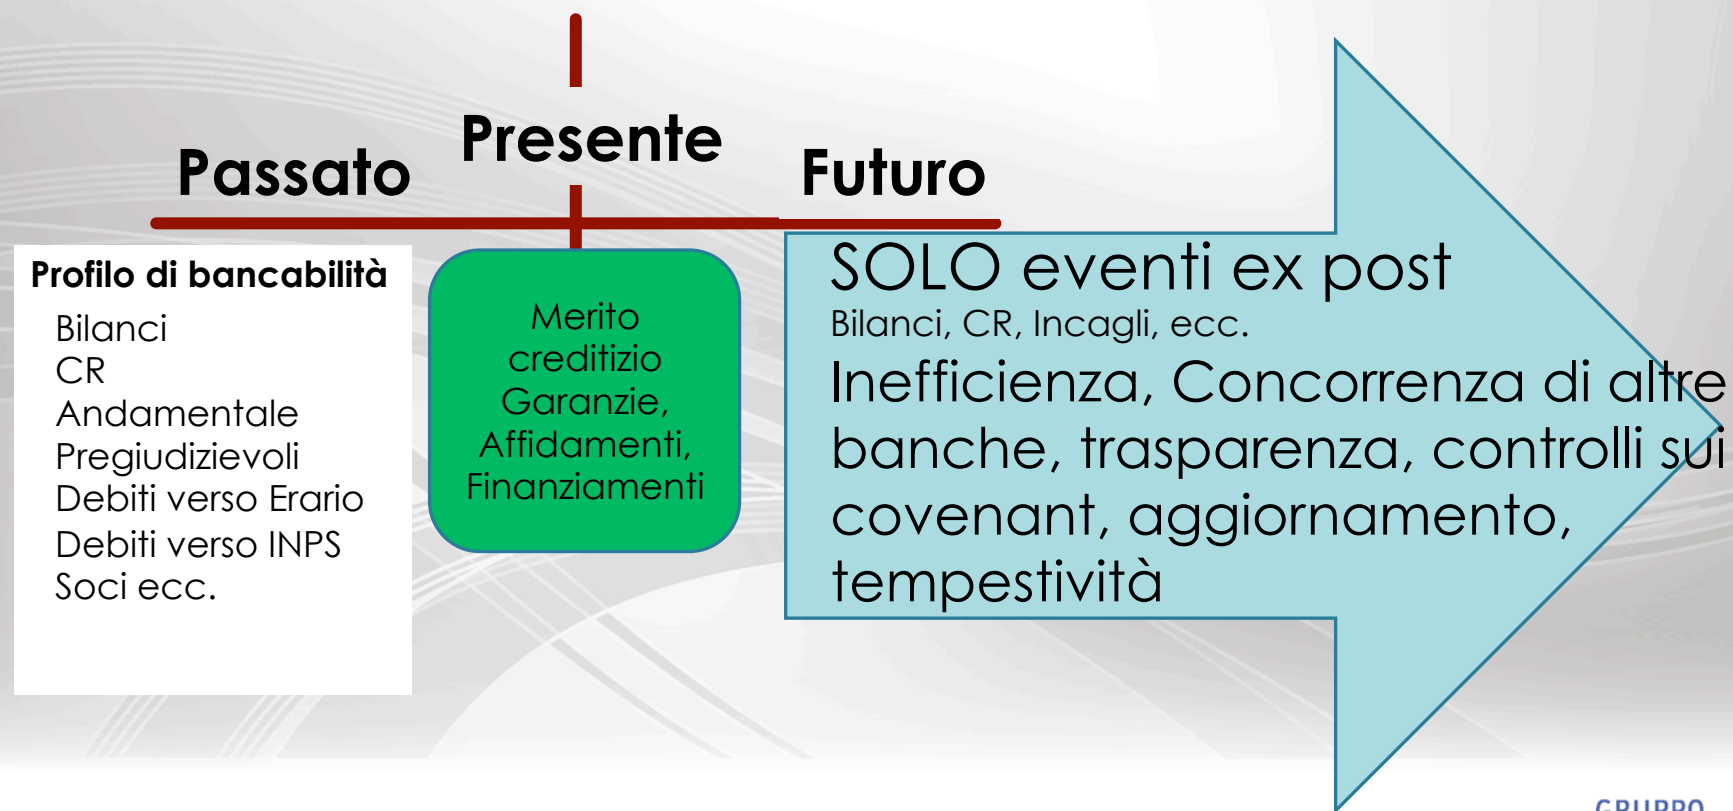 Passato
Presente
Futuro
Profilo di bancabilità
Bilanci
CR
Andamentale
Pregiudizievoli
Debiti verso Erario
Debiti verso INPS
Soci ecc.
Merito
creditizio
Garanzie,
Affidamenti,
Finanziamenti
SOLO eventi ex post
Bilanci, CR, Incagli, ecc.
Inefficienza, Concorrenza di altre
banche, trasparenza, controlli sui
covenant, aggiornamento,
tempestività
GRUPPO